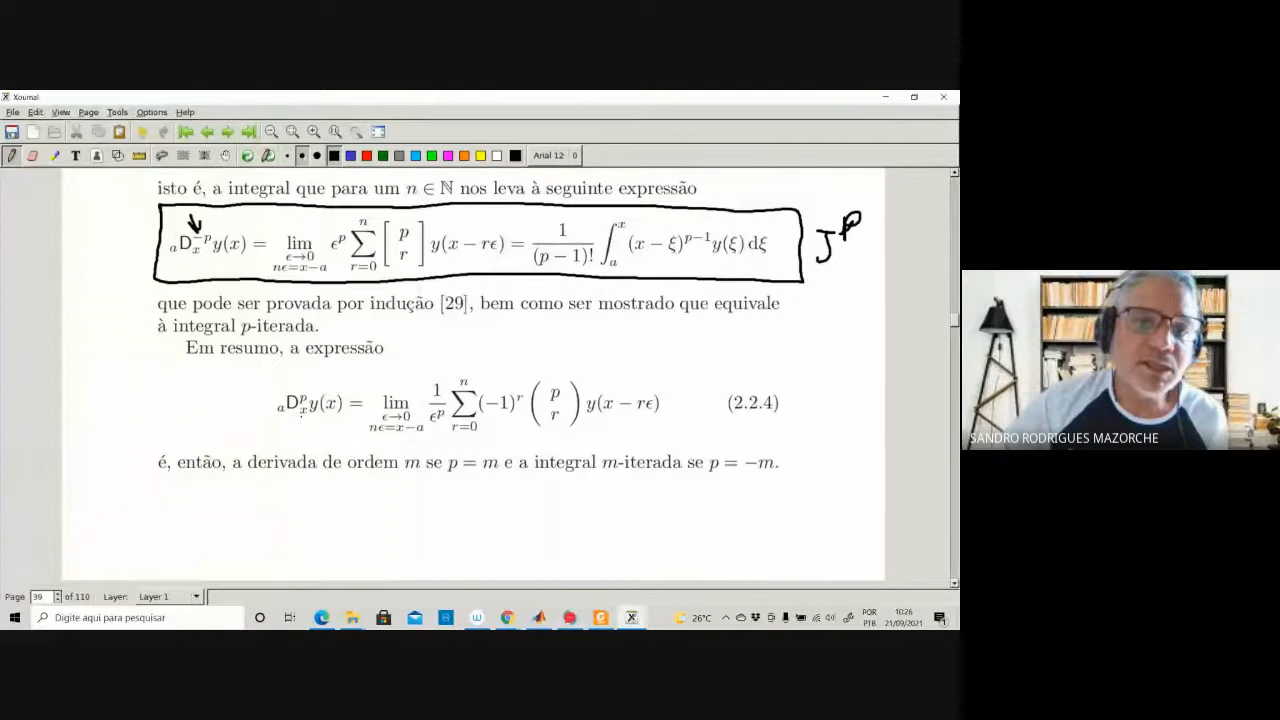 Xournal
File Edit View Page Tools Options Help
Arial 12 0
isto é, a integral que para um n ∈ ℕ nos leva à seguinte expressão
ₐD_x^{-p} y(x) = lim_{ε→0, nε=x−a} ε^p ∑_{r=0}^{n} [p r] y(x − rε) = 1/(p − 1)! ∫_a^x (x − ξ)^{p−1} y(ξ) dξ J^p
que pode ser provada por indução [29], bem como ser mostrado que equivale
à integral p-iterada.
Em resumo, a expressão
ₐD_x^p y(x) = lim_{ε→0, nε=x−a} 1/ε^p ∑_{r=0}^{n} (−1)^r (p r) y(x − rε) (2.2.4)
é, então, a derivada de ordem m se p = m e a integral m-iterada se p = −m.
SANDRO RODRIGUES MAZORCHE
Page 39 of 110 Layer: Layer 1
Digite aqui para pesquisar 26°C POR PTB 10:26 21/09/2021